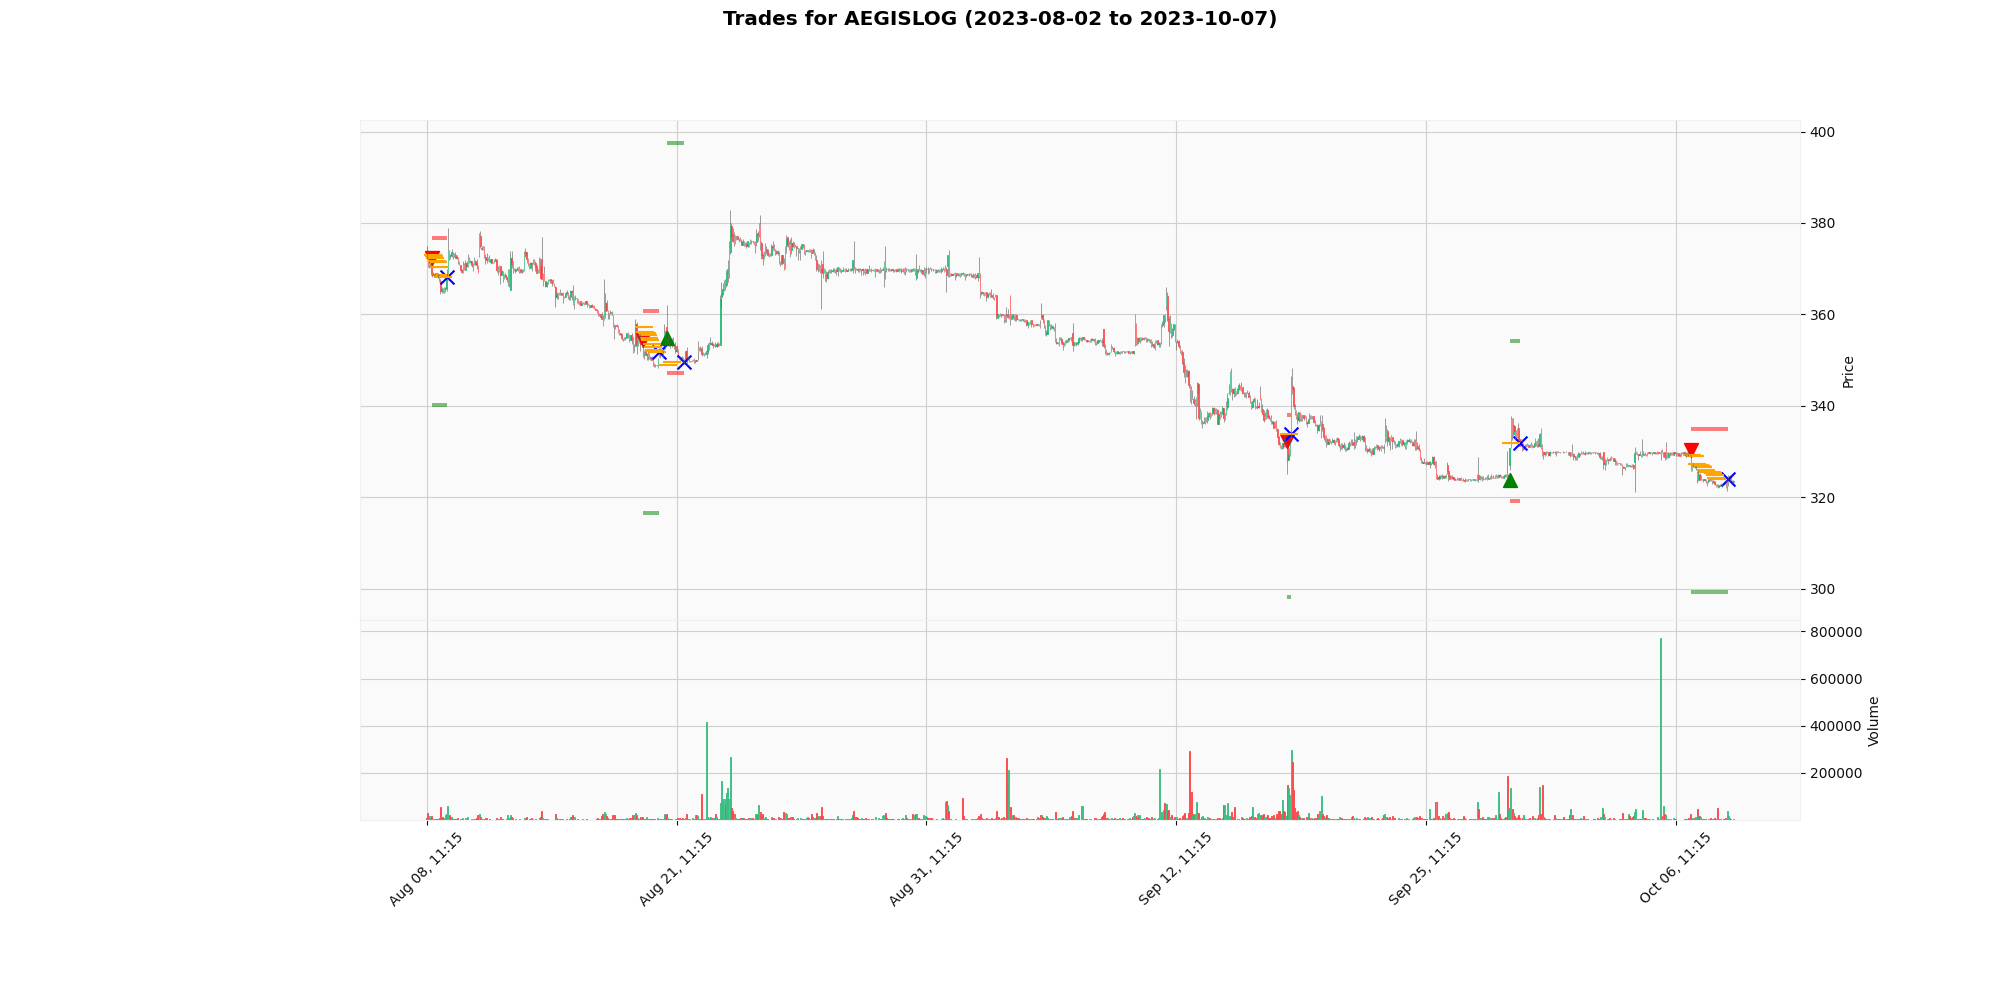 Trades for AEGISLOG (2023-08-02 to 2023-10-07)
400
380
360
340
320
300
Price
800000
600000
400000
200000
Volume
Aug 08, 11:15
Aug 21, 11:15
Aug 31, 11:15
Sep 12, 11:15
Sep 25, 11:15
Oct 06, 11:15